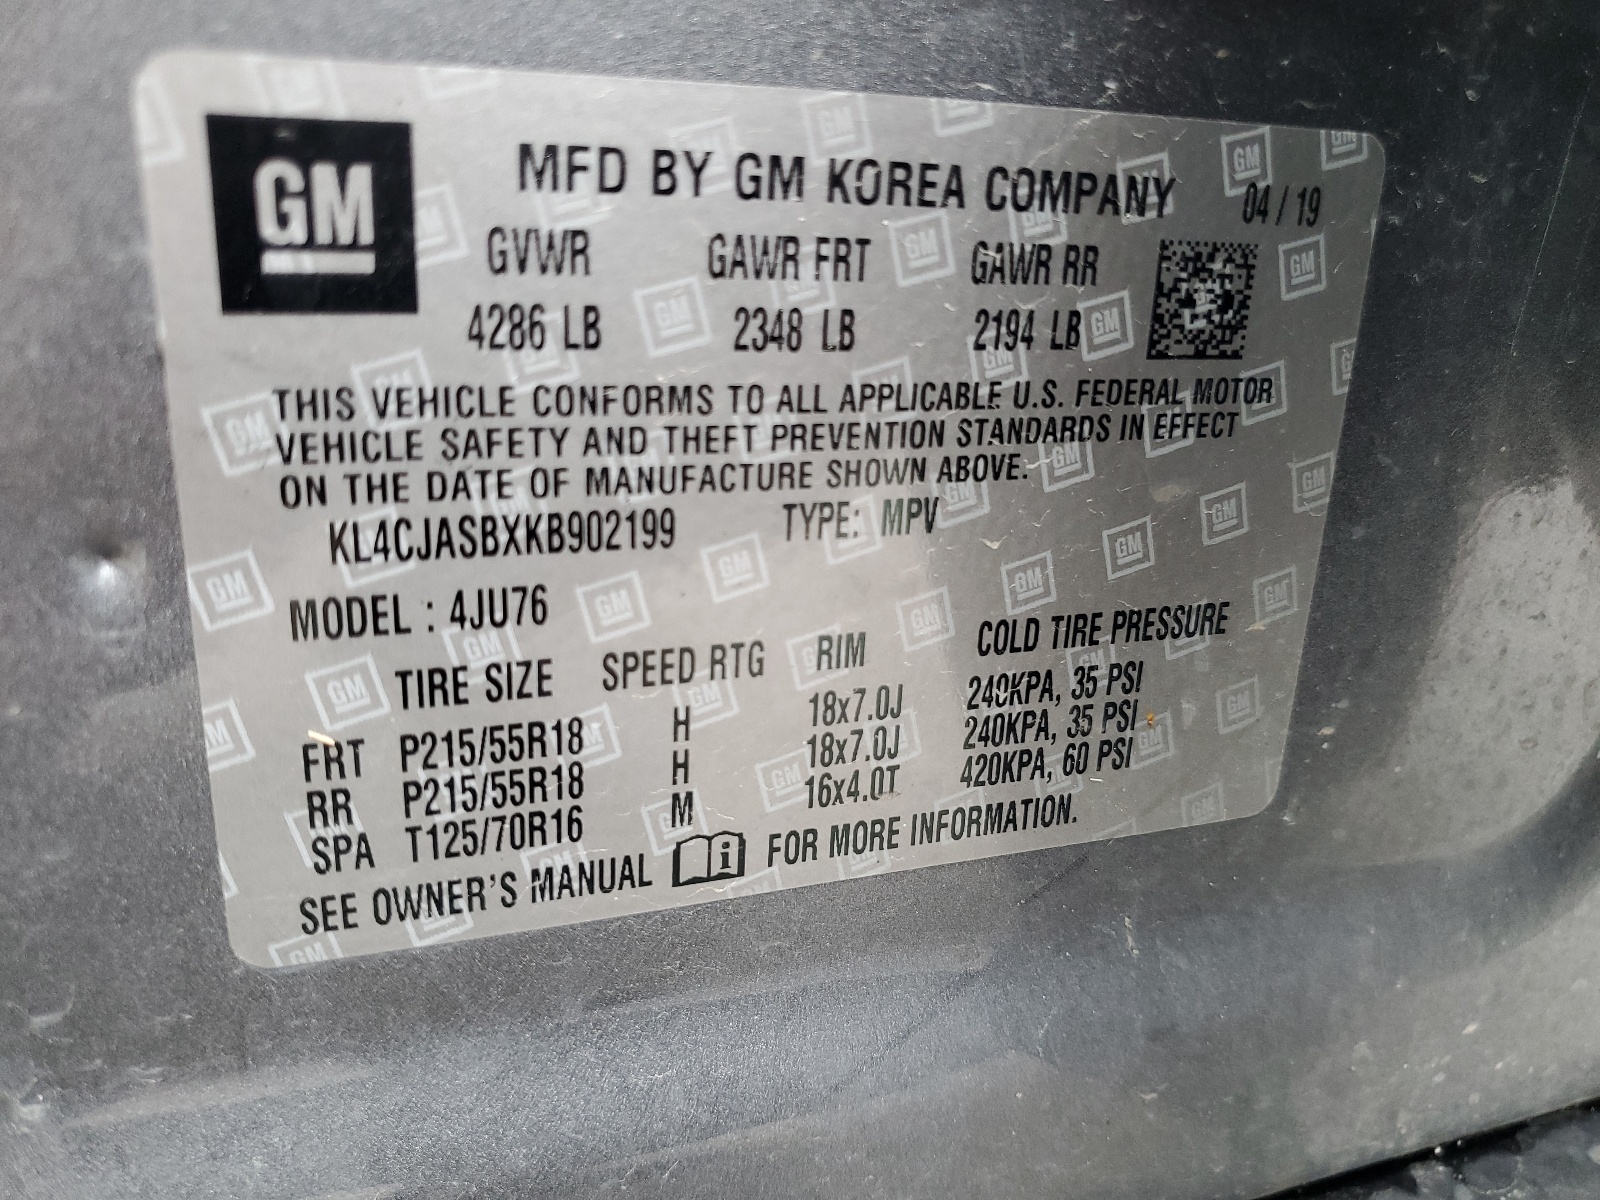 GM
MFD BY GM KOREA COMPANY 04 / 19
GVWR GAWR FRT GAWR RR
4286 LB 2348 LB 2194 LB
THIS VEHICLE CONFORMS TO ALL APPLICABLE U.S. FEDERAL MOTOR
VEHICLE SAFETY AND THEFT PREVENTION STANDARDS IN EFFECT
ON THE DATE OF MANUFACTURE SHOWN ABOVE.
KL4CJASBXKB902199 TYPE: MPV
MODEL : 4JU76
TIRE SIZE SPEED RTG RIM COLD TIRE PRESSURE
FRT P215/55R18 H 18x7.0J 240KPA, 35 PSI
RR P215/55R18 H 18x7.0J 240KPA, 35 PSI
SPA T125/70R16 M 16x4.0T 420KPA, 60 PSI
SEE OWNER'S MANUAL i FOR MORE INFORMATION.